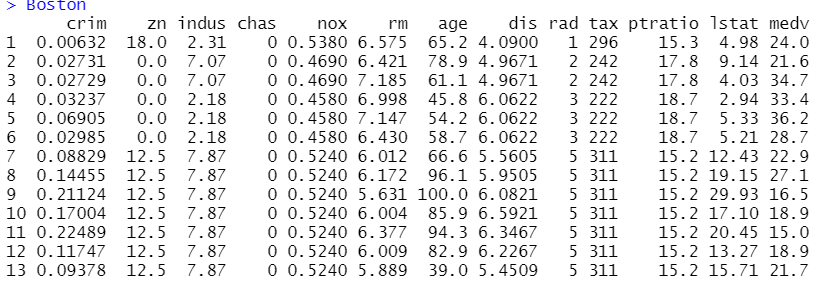 > Boston
crim zn indus chas nox rm age dis rad tax ptratio lstat medv
1 0.00632 18.0 2.31 0 0.5380 6.575 65.2 4.0900 1 296 15.3 4.98 24.0
2 0.02731 0.0 7.07 0 0.4690 6.421 78.9 4.9671 2 242 17.8 9.14 21.6
3 0.02729 0.0 7.07 0 0.4690 7.185 61.1 4.9671 2 242 17.8 4.03 34.7
4 0.03237 0.0 2.18 0 0.4580 6.998 45.8 6.0622 3 222 18.7 2.94 33.4
5 0.06905 0.0 2.18 0 0.4580 7.147 54.2 6.0622 3 222 18.7 5.33 36.2
6 0.02985 0.0 2.18 0 0.4580 6.430 58.7 6.0622 3 222 18.7 5.21 28.7
7 0.08829 12.5 7.87 0 0.5240 6.012 66.6 5.5605 5 311 15.2 12.43 22.9
8 0.14455 12.5 7.87 0 0.5240 6.172 96.1 5.9505 5 311 15.2 19.15 27.1
9 0.21124 12.5 7.87 0 0.5240 5.631 100.0 6.0821 5 311 15.2 29.93 16.5
10 0.17004 12.5 7.87 0 0.5240 6.004 85.9 6.5921 5 311 15.2 17.10 18.9
11 0.22489 12.5 7.87 0 0.5240 6.377 94.3 6.3467 5 311 15.2 20.45 15.0
12 0.11747 12.5 7.87 0 0.5240 6.009 82.9 6.2267 5 311 15.2 13.27 18.9
13 0.09378 12.5 7.87 0 0.5240 5.889 39.0 5.4509 5 311 15.2 15.71 21.7